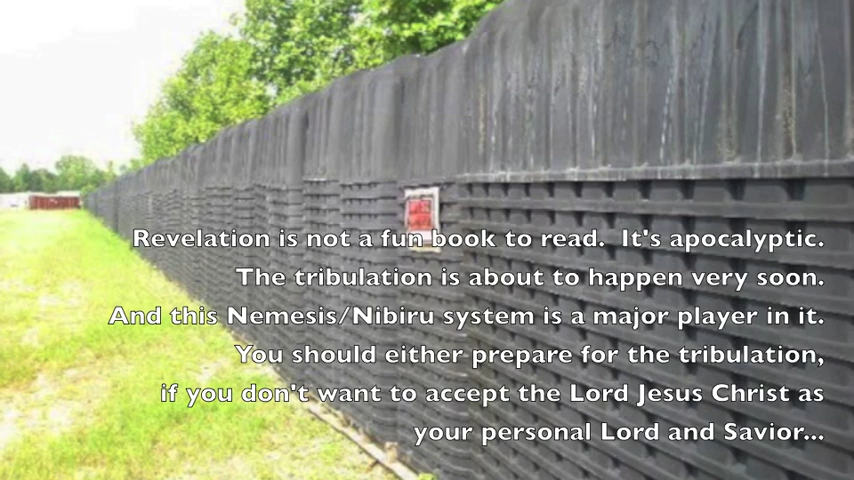 Revelation is not a fun book to read.  It's apocalyptic.
The tribulation is about to happen very soon.
And this Nemesis/Nibiru system is a major player in it.
You should either prepare for the tribulation,
if you don't want to accept the Lord Jesus Christ as
your personal Lord and Savior...